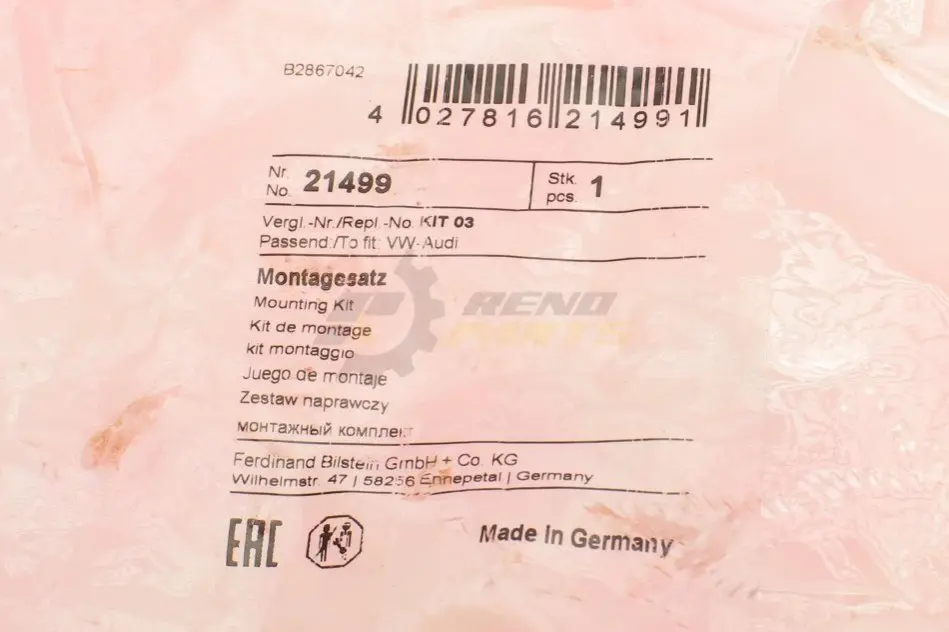 B2867042
4 027816 214991
Nr.
No. 21499
Stk.
pcs. 1
Vergl.-Nr./Repl.-No. KIT 03
Passend:/To fit: VW-Audi
Montagesatz
Mounting Kit
Kit de montage
kit montaggio
Juego de montaje
Zestaw naprawczy
монтажный комплект
RENO
PARTS
Ferdinand Bilstein GmbH + Co. KG
Wilhelmstr. 47 | 58256 Ennepetal | Germany
EAC
Made In Germany